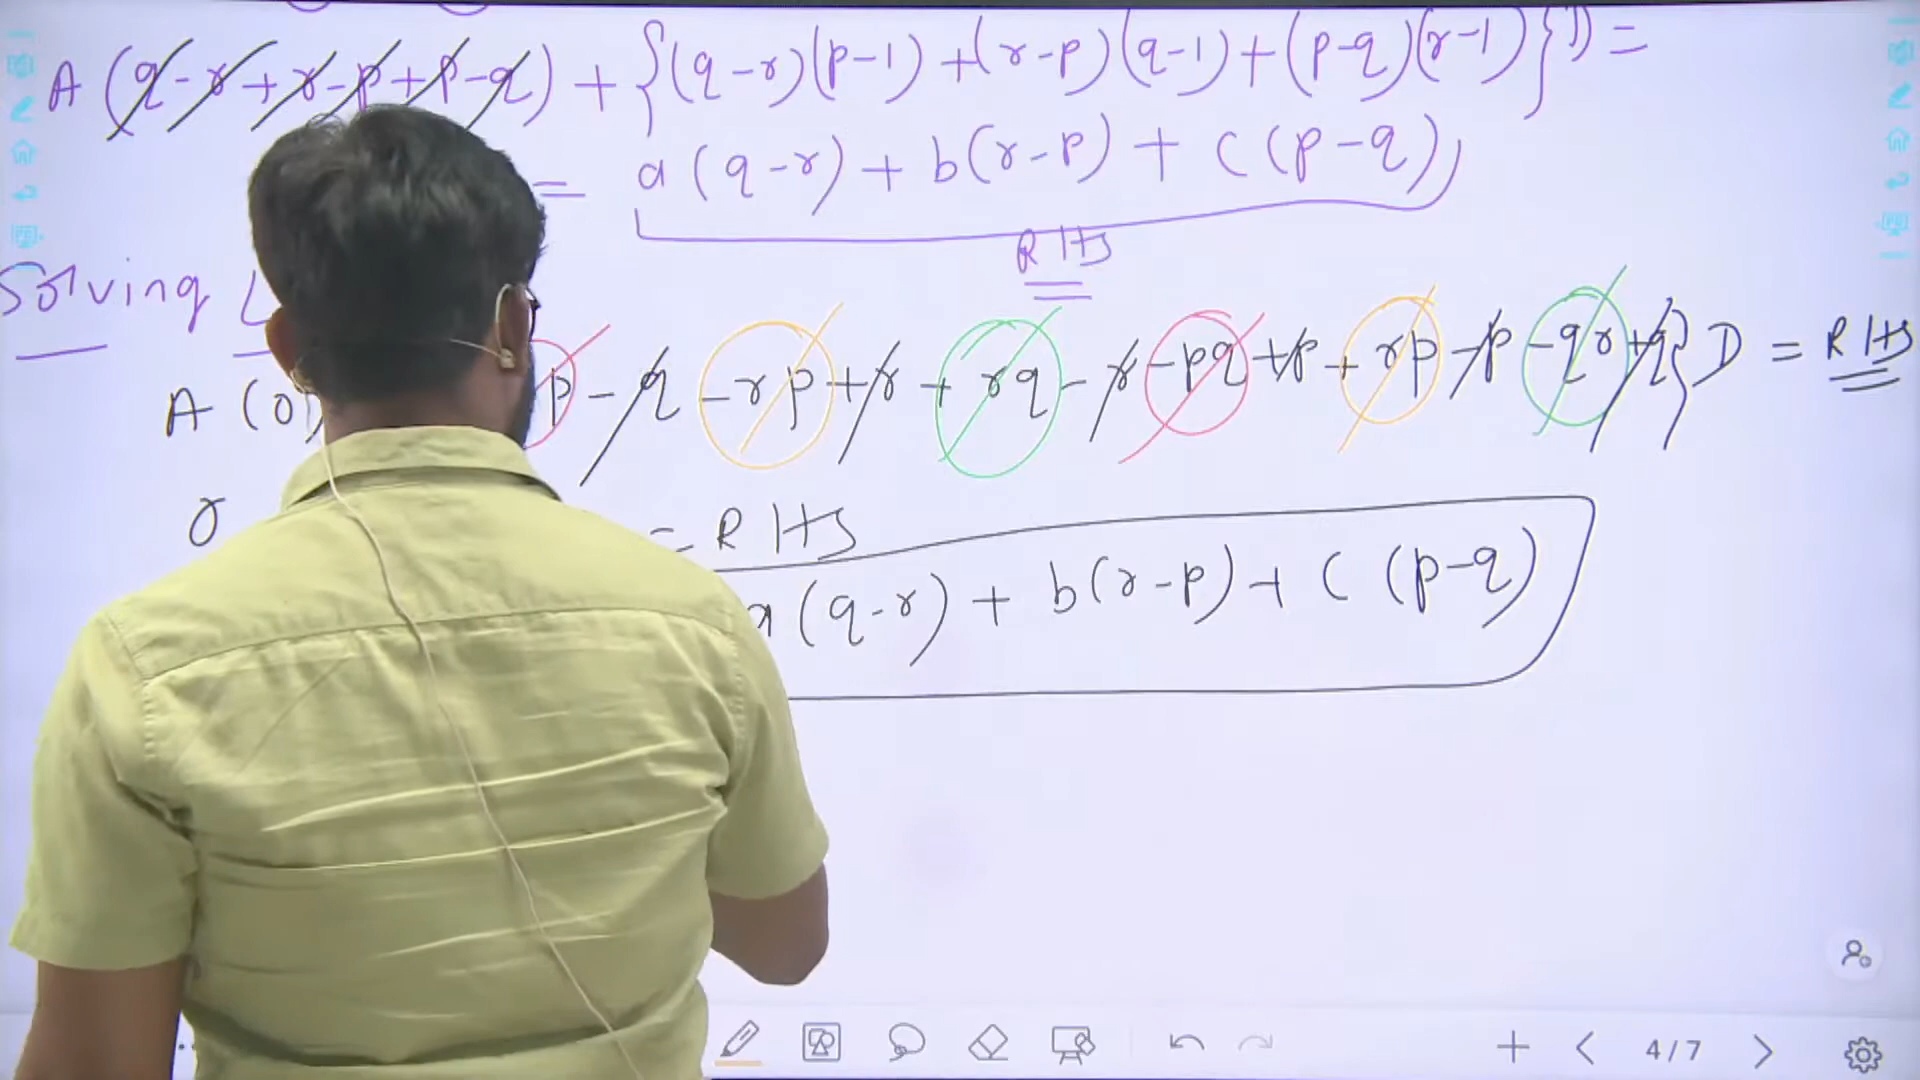 A (q-r+r-p+p-q) + {(q-r)(p-1)+(r-p)(q-1)+(p-q)(r-1)}D =
= a(q-r)+b(r-p)+c(p-q)
RHS
Solving L
A (0) p-q-rp+r+rq-r-pq+p+rp-p-qr+q}D = RHS
= RHS
a(q-r)+b(r-p)+c(p-q)
4/7